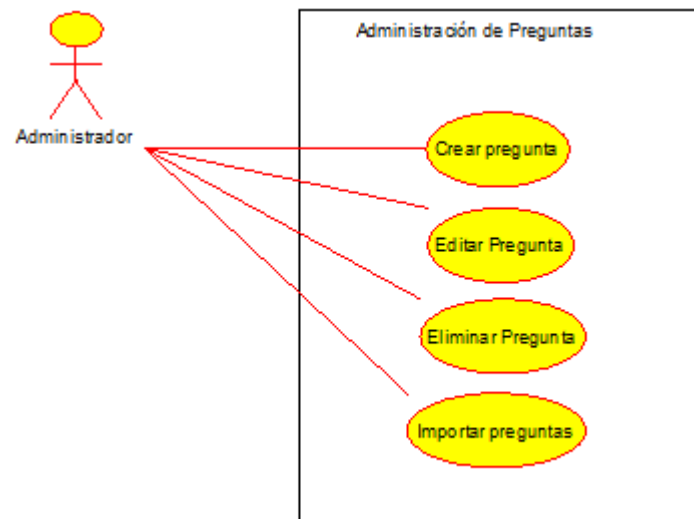 Administración de Preguntas
Administrador
Crear pregunta
Editar Pregunta
Eliminar Pregunta
Importar preguntas